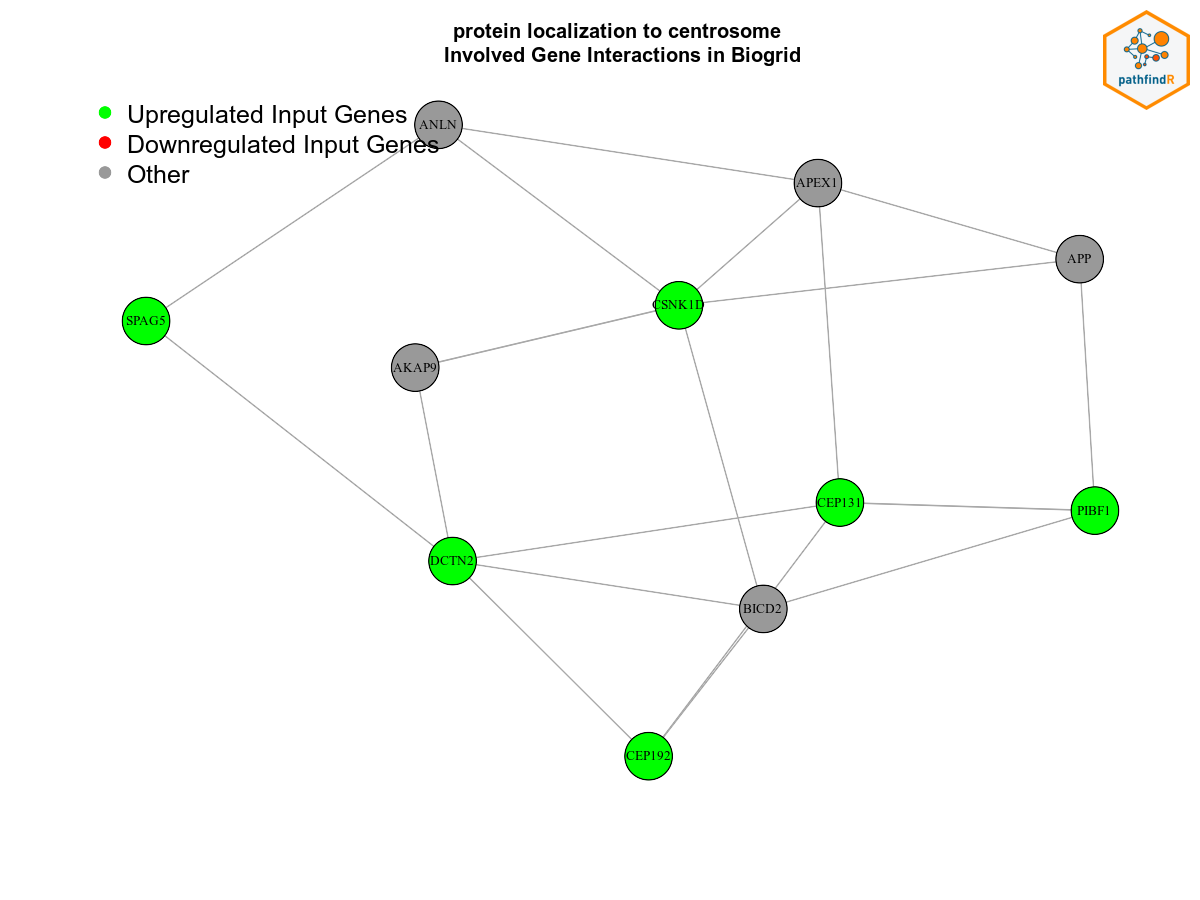 protein localization to centrosome
Involved Gene Interactions in Biogrid
pathfindR
Upregulated Input Genes
Downregulated Input Genes
Other
ANLN
APEX1
APP
CSNK1D
SPAG5
AKAP9
CEP131
PIBF1
DCTN2
BICD2
CEP192